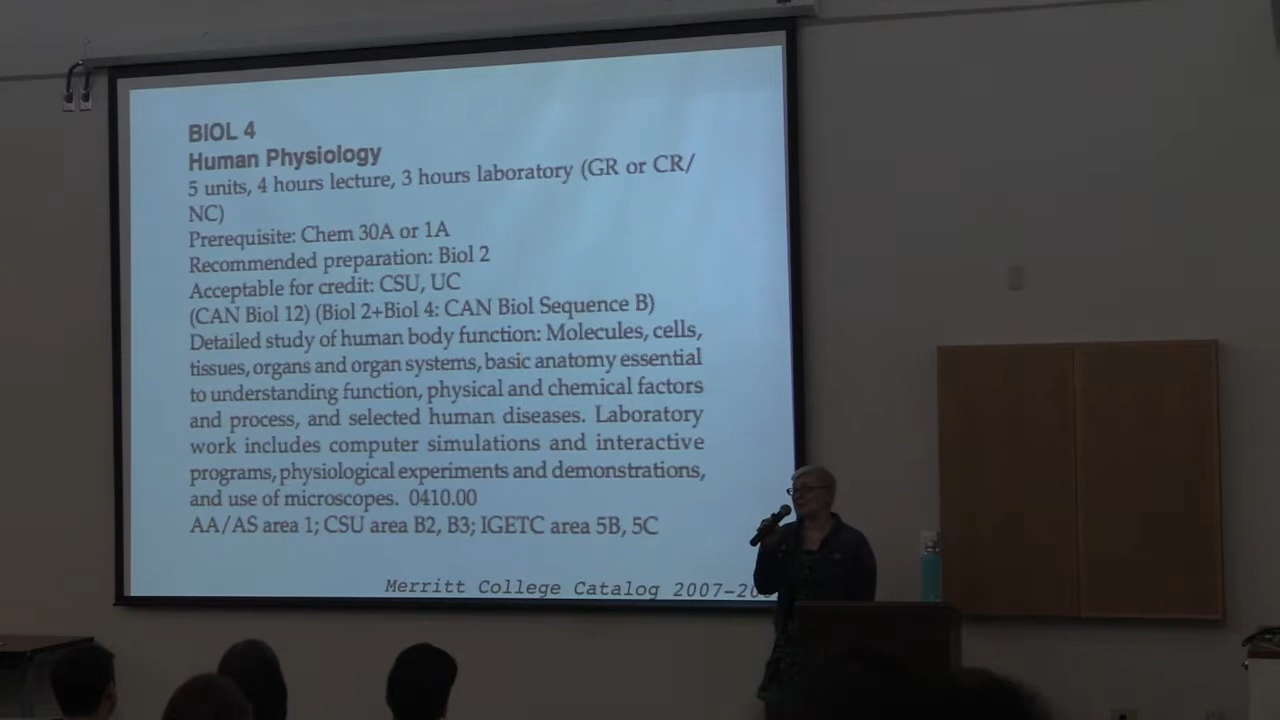 BIOL 4
Human Physiology
5 units, 4 hours lecture, 3 hours laboratory (GR or CR/
NC)
Prerequisite: Chem 30A or 1A
Recommended preparation: Biol 2
Acceptable for credit: CSU, UC
(CAN Biol 12) (Biol 2+Biol 4: CAN Biol Sequence B)
Detailed study of human body function: Molecules, cells,
tissues, organs and organ systems, basic anatomy essential
to understanding function, physical and chemical factors
and process, and selected human diseases. Laboratory
work includes computer simulations and interactive
programs, physiological experiments and demonstrations,
and use of microscopes. 0410.00
AA/AS area 1; CSU area B2, B3; IGETC area 5B, 5C
Merritt College Catalog 2007-20